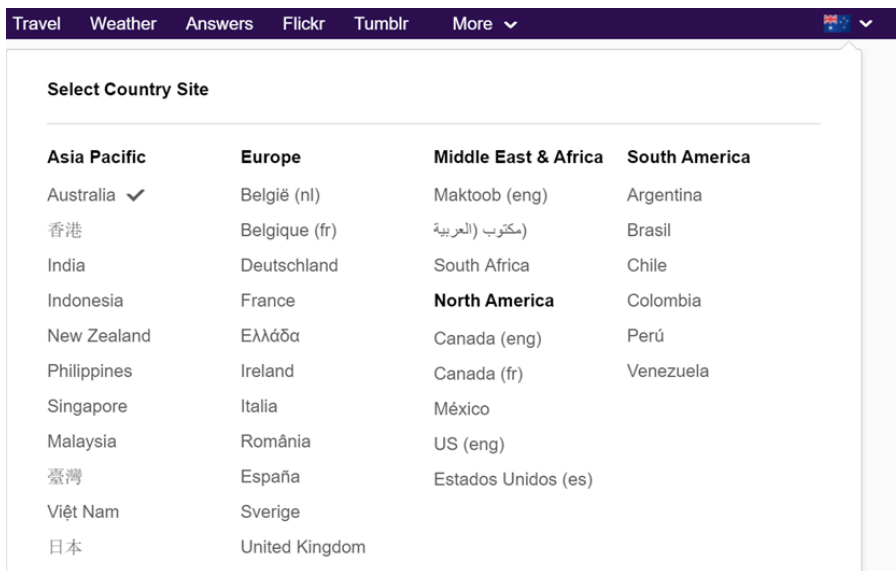 Travel Weather Answers Flickr Tumblr More
Select Country Site
Asia Pacific
Australia
香港
India
Indonesia
New Zealand
Philippines
Singapore
Malaysia
臺灣
Việt Nam
日本
Europe
België (nl)
Belgique (fr)
Deutschland
France
Ελλάδα
Ireland
Italia
România
España
Sverige
United Kingdom
Middle East & Africa
Maktoob (eng)
مكتوب (العربية)
South Africa
North America
Canada (eng)
Canada (fr)
México
US (eng)
Estados Unidos (es)
South America
Argentina
Brasil
Chile
Colombia
Perú
Venezuela